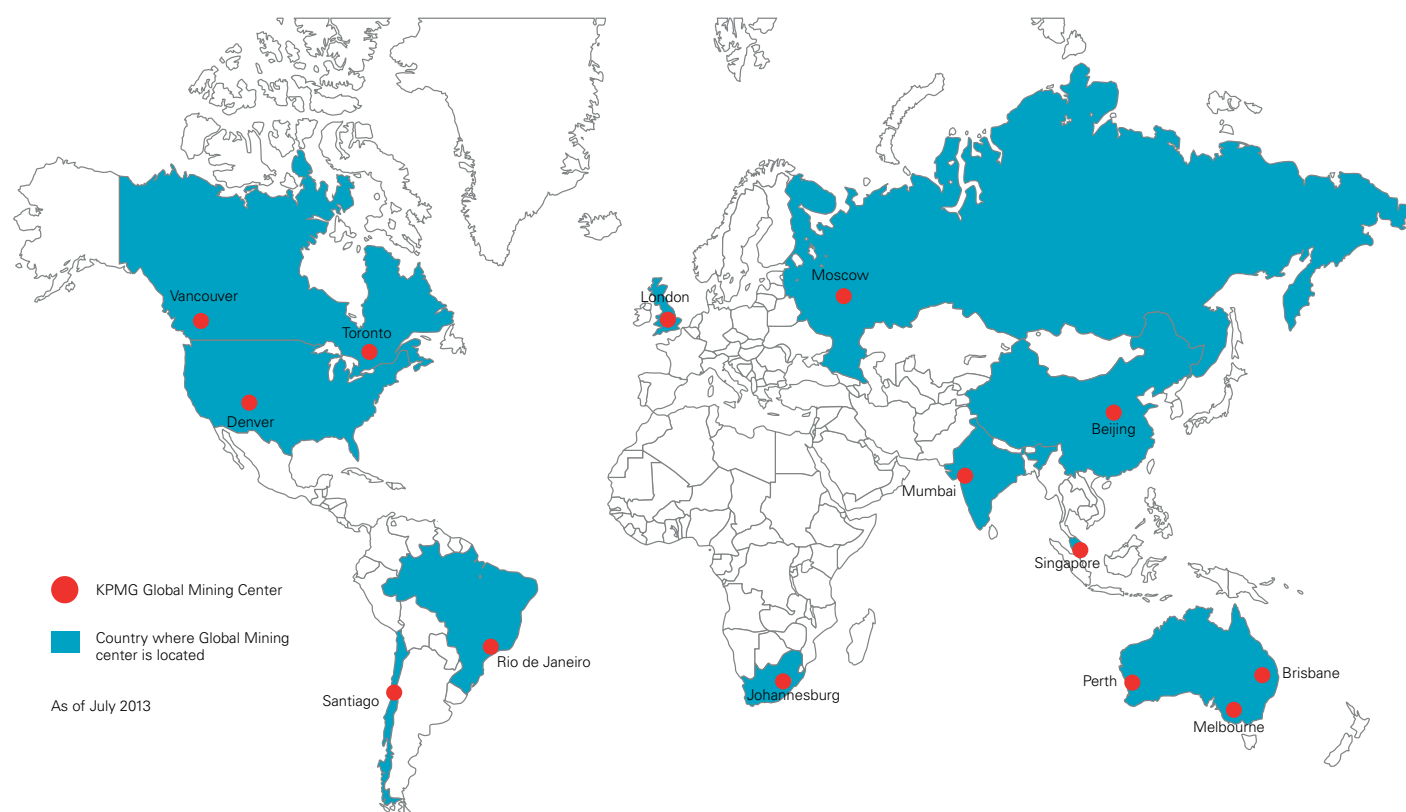 Moscow
Vancouver
London
Toronto
Denver
Beijing
Mumbai
Singapore
KPMG Global Mining Center
Country where Global Mining
center is located
Rio de Janeiro
Perth
Brisbane
Johannesburg
Santiago
As of July 2013
Melbourne